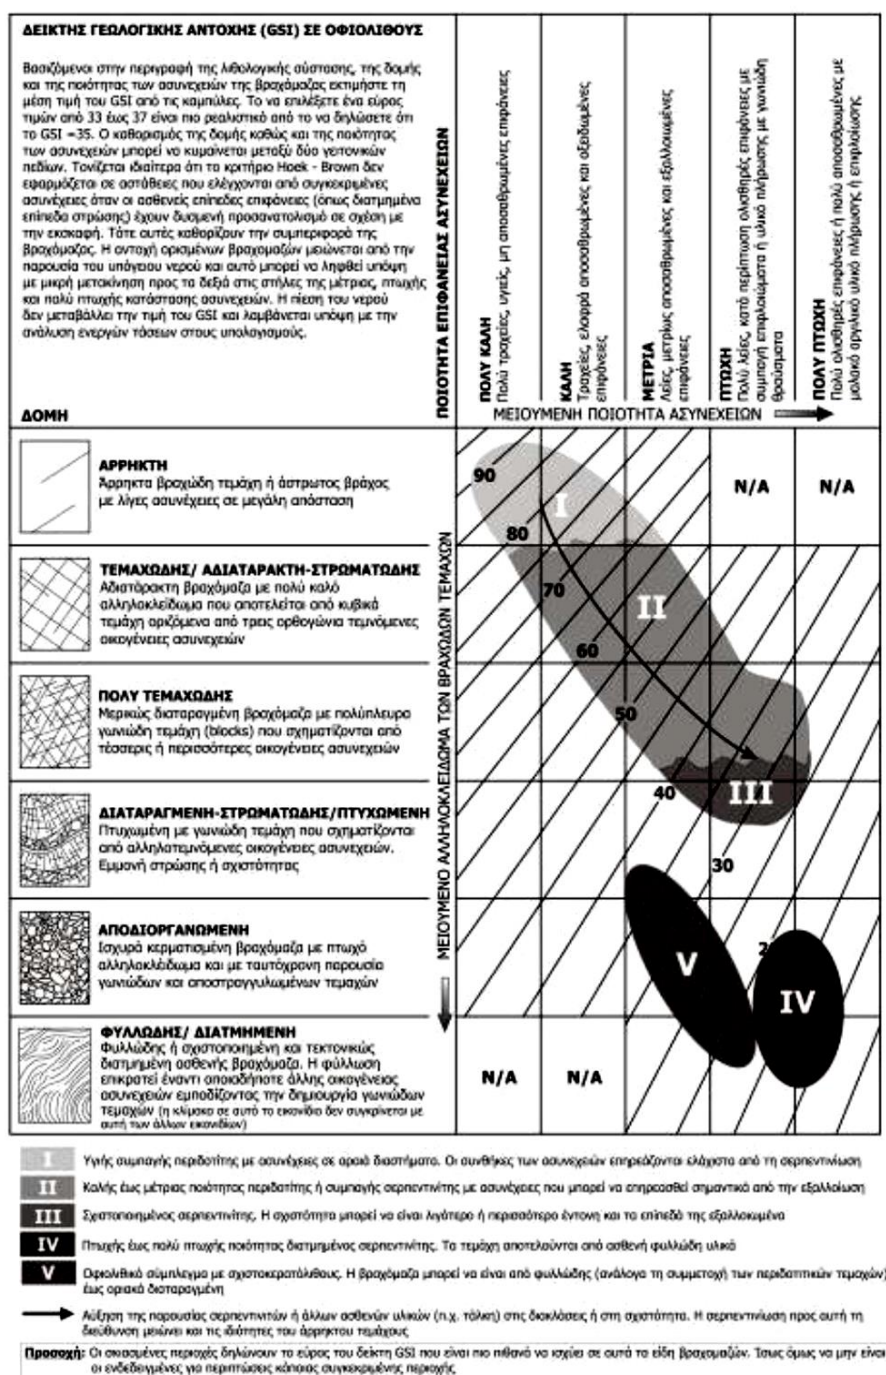 ΔΕΙΚΤΗΣ ΓΕΩΛΟΓΙΚΗΣ ΑΝΤΟΧΗΣ (GSI) ΣΕ ΟΦΙΟΛΙΘΟΥΣ
Βασιζόμενοι στην περιγραφή της λιθολογικής σύστασης, της δομής
και της ποιότητας των ασυνεχειών της βραχόμαζας εκτιμήστε τη
μέση τιμή του GSI από τις καμπύλες. Το να επιλέξετε ένα εύρος
τιμών από 33 έως 37 είναι πιο ρεαλιστικό από το να δηλώσετε ότι
το GSI =35. Ο καθορισμός της δομής καθώς και της ποιότητας
των ασυνεχειών μπορεί να κυμαίνεται μεταξύ δύο γειτονικών
πεδίων. Τονίζεται ιδιαίτερα ότι το κριτήριο Hoek - Brown δεν
εφαρμόζεται σε αστάθειες που ελέγχονται από συγκεκριμένες
ασυνέχειες όταν οι ασθενείς επίπεδες επιφάνειες (όπως διατμημένα
επίπεδα στρώσης) έχουν δυσμενή προσανατολισμό σε σχέση με
την εκσκαφή. Τότε αυτές καθορίζουν την συμπεριφορά της
βραχόμαζας. Η αντοχή ορισμένων βραχομαζών μειώνεται από την
παρουσία του υπόγειου νερού και αυτό μπορεί να ληφθεί υπόψη
με μικρή μετακίνηση προς τα δεξιά στις στήλες της μέτριας, πτωχής
και πολύ πτωχής κατάστασης ασυνεχειών. Η πίεση του νερού
δεν μεταβάλλει την τιμή του GSI και λαμβάνεται υπόψη με την
ανάλυση ενεργών τάσεων στους υπολογισμούς.
ΔΟΜΗ
ΠΟΙΟΤΗΤΑ ΕΠΙΦΑΝΕΙΑΣ ΑΣΥΝΕΧΕΙΩΝ
ΠΟΛΥ ΚΑΛΗ
Πολύ τραχείες, υγιείς, μη αποσαθρωμένες επιφάνειες
ΚΑΛΗ
Τραχείες, ελαφρά αποσαθρωμένες και οξειδωμένες
επιφάνειες
ΜΕΤΡΙΑ
Λείες, μετρίως αποσαθρωμένες και εξαλλοιωμένες
επιφάνειες
ΠΤΩΧΗ
Πολύ λείες, κατά περίπτωση ολισθηρές επιφάνειες με
συμπαγή επιφλοιώματα ή υλικό πλήρωσης με γωνιώδη
θραύσματα
ΠΟΛΥ ΠΤΩΧΗ
Πολύ ολισθηρές επιφάνειες ή πολύ αποσαθρωμένες με
μαλακό αργιλικό υλικό πλήρωσης ή επιφλοίωσης
ΜΕΙΟΥΜΕΝΗ ΠΟΙΟΤΗΤΑ ΑΣΥΝΕΧΕΙΩΝ
ΜΕΙΟΥΜΕΝΟ ΑΛΛΗΛΟΚΛΕΙΔΩΜΑ ΤΩΝ ΒΡΑΧΩΔΩΝ ΤΕΜΑΧΩΝ
ΑΡΡΗΚΤΗ
Άρρηκτα βραχώδη τεμάχη ή άστρωτος βράχος
με λίγες ασυνέχειες σε μεγάλη απόσταση
90
I
80
N/A
N/A
ΤΕΜΑΧΩΔΗΣ/ ΑΔΙΑΤΑΡΑΚΤΗ-ΣΤΡΩΜΑΤΩΔΗΣ
Αδιατάρακτη βραχόμαζα με πολύ καλό
αλληλοκλείδωμα που αποτελείται από κυβικά
τεμάχη οριζόμενα από τρεις ορθογώνια τεμνόμενες
οικογένειες ασυνεχειών
70
II
60
ΠΟΛΥ ΤΕΜΑΧΩΔΗΣ
Μερικώς διαταραγμένη βραχόμαζα με πολύπλευρα
γωνιώδη τεμάχη (blocks) που σχηματίζονται από
τέσσερις ή περισσότερες οικογένειες ασυνεχειών
50
ΔΙΑΤΑΡΑΓΜΕΝΗ-ΣΤΡΩΜΑΤΩΔΗΣ/ΠΤΥΧΩΜΕΝΗ
Πτυχωμένη με γωνιώδη τεμάχη που σχηματίζονται
από αλληλοτεμνόμενες οικογένειες ασυνεχειών.
Εμμονή στρώσης ή σχιστότητας
40
III
30
ΑΠΟΔΙΟΡΓΑΝΩΜΕΝΗ
Ισχυρά κερματισμένη βραχόμαζα με πτωχό
αλληλοκλείδωμα και με ταυτόχρονη παρουσία
γωνιωδών και αποστραγγυλωμένων τεμαχών
V
2
IV
ΦΥΛΛΩΔΗΣ/ ΔΙΑΤΜΗΜΕΝΗ
Φυλλώδης ή σχιστοποιημένη και τεκτονικώς
διατμημένη ασθενής βραχόμαζα. Η φύλλωση
επικρατεί έναντι οποιαδήποτε άλλης οικογένειας
ασυνεχειών εμποδίζοντας την δημιουργία γωνιωδών
τεμαχών (η κλίμακα σε αυτό το εικονίδιο δεν συγκρίνεται με
αυτή των άλλων εικονιδίων)
N/A
N/A
I Υγιής συμπαγής περιδοτίτης με ασυνέχειες σε αραιά διαστήματα. Οι συνθήκες των ασυνεχειών επηρεάζονται ελάχιστα από τη σερπεντινίωση
II Καλής έως μέτριας ποιότητας περιδοτίτης ή συμπαγής σερπεντινίτης με ασυνέχειες που μπορεί να επηρεασθεί σημαντικά από την εξαλλοίωση
III Σχιστοποιημένος σερπεντινίτης. Η σχιστότητα μπορεί να είναι λιγότερο ή περισσότερο έντονη και τα επίπεδά της εξαλλοιωμένα
IV Πτωχής έως πολύ πτωχής ποιότητας διατμημένος σερπεντινίτης. Τα τεμάχη αποτελούνται από ασθενή φυλλώδη υλικά
V Οφιολιθικό σύμπλεγμα με σχιστοκερατόλιθους. Η βραχόμαζα μπορεί να είναι από φυλλώδης (ανάλογα τη συμμετοχή των περιδοτιτικών τεμαχών)
έως οριακά διαταραγμένη
Αύξηση της παρουσίας σερπεντινιτών ή άλλων ασθενών υλικών (π.χ. τάλκη) στις διακλάσεις ή στη σχιστότητα. Η σερπεντινίωση προς αυτή τη
διεύθυνση μειώνει και τις ιδιότητες του άρρηκτου τεμάχους
Προσοχή: Οι σκιασμένες περιοχές δηλώνουν το εύρος του δείκτη GSI που είναι πιο πιθανό να ισχύει σε αυτά τα είδη βραχομαζών. Ίσως όμως να μην είναι
οι ενδεδειγμένες για περιπτώσεις κάποιας συγκεκριμένης περιοχής